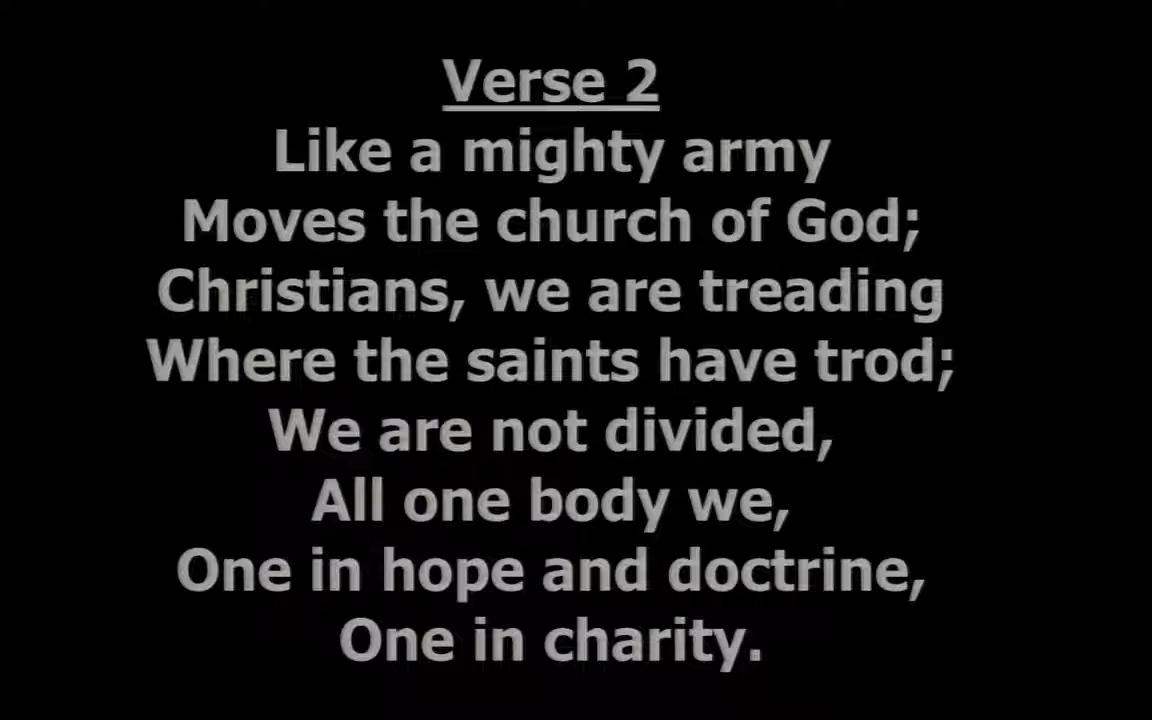 Verse 2
Like a mighty army
Moves the church of God;
Christians, we are treading
Where the saints have trod;
We are not divided,
All one body we,
One in hope and doctrine,
One in charity.